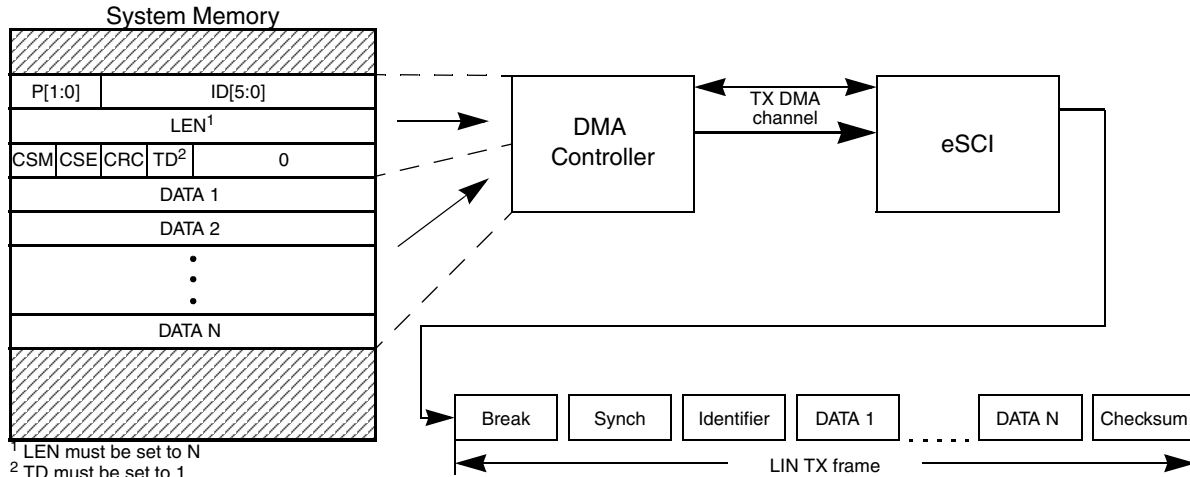 System Memory
P[1:0] ID[5:0]
LEN1
CSM CSE CRC TD2 0
DATA 1
DATA 2
DATA N
1 LEN must be set to N
2 TD must be set to 1
DMA
Controller
TX DMA
channel
eSCI
Break Synch Identifier DATA 1 DATA N Checksum
LIN TX frame